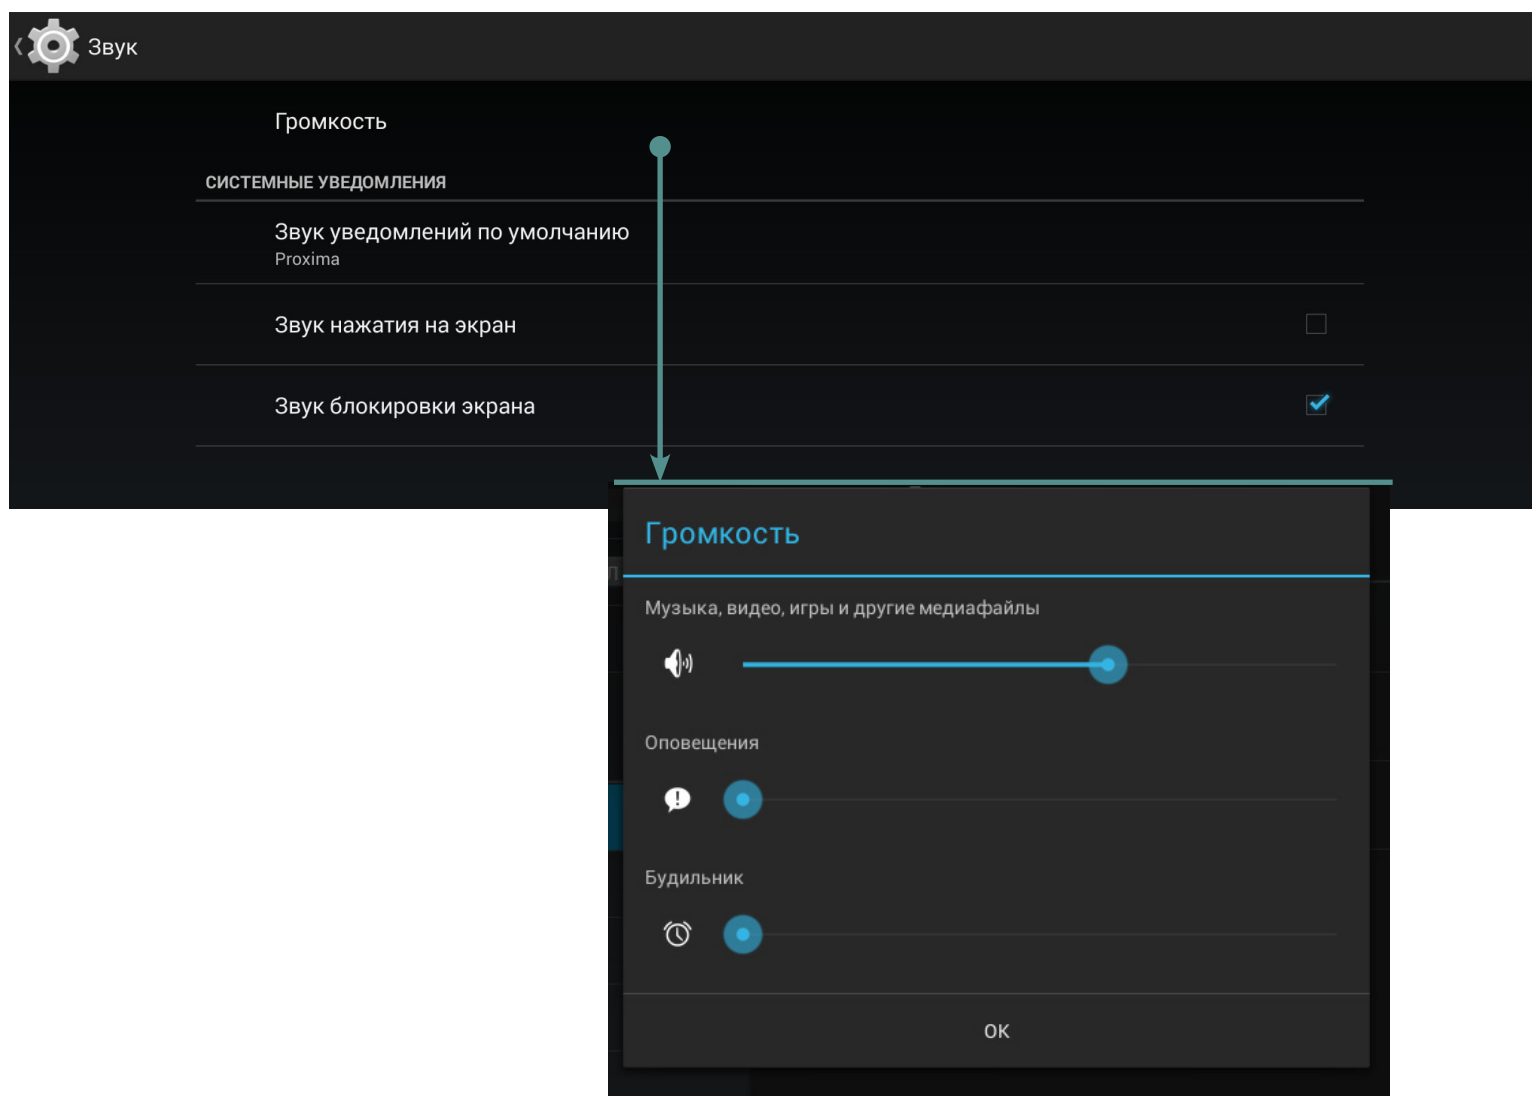 Звук
Громкость
СИСТЕМНЫЕ УВЕДОМЛЕНИЯ
Звук уведомлений по умолчанию
Proxima
Звук нажатия на экран
Звук блокировки экрана
Громкость
Музыка, видео, игры и другие медиафайлы
Оповещения
Будильник
ОК